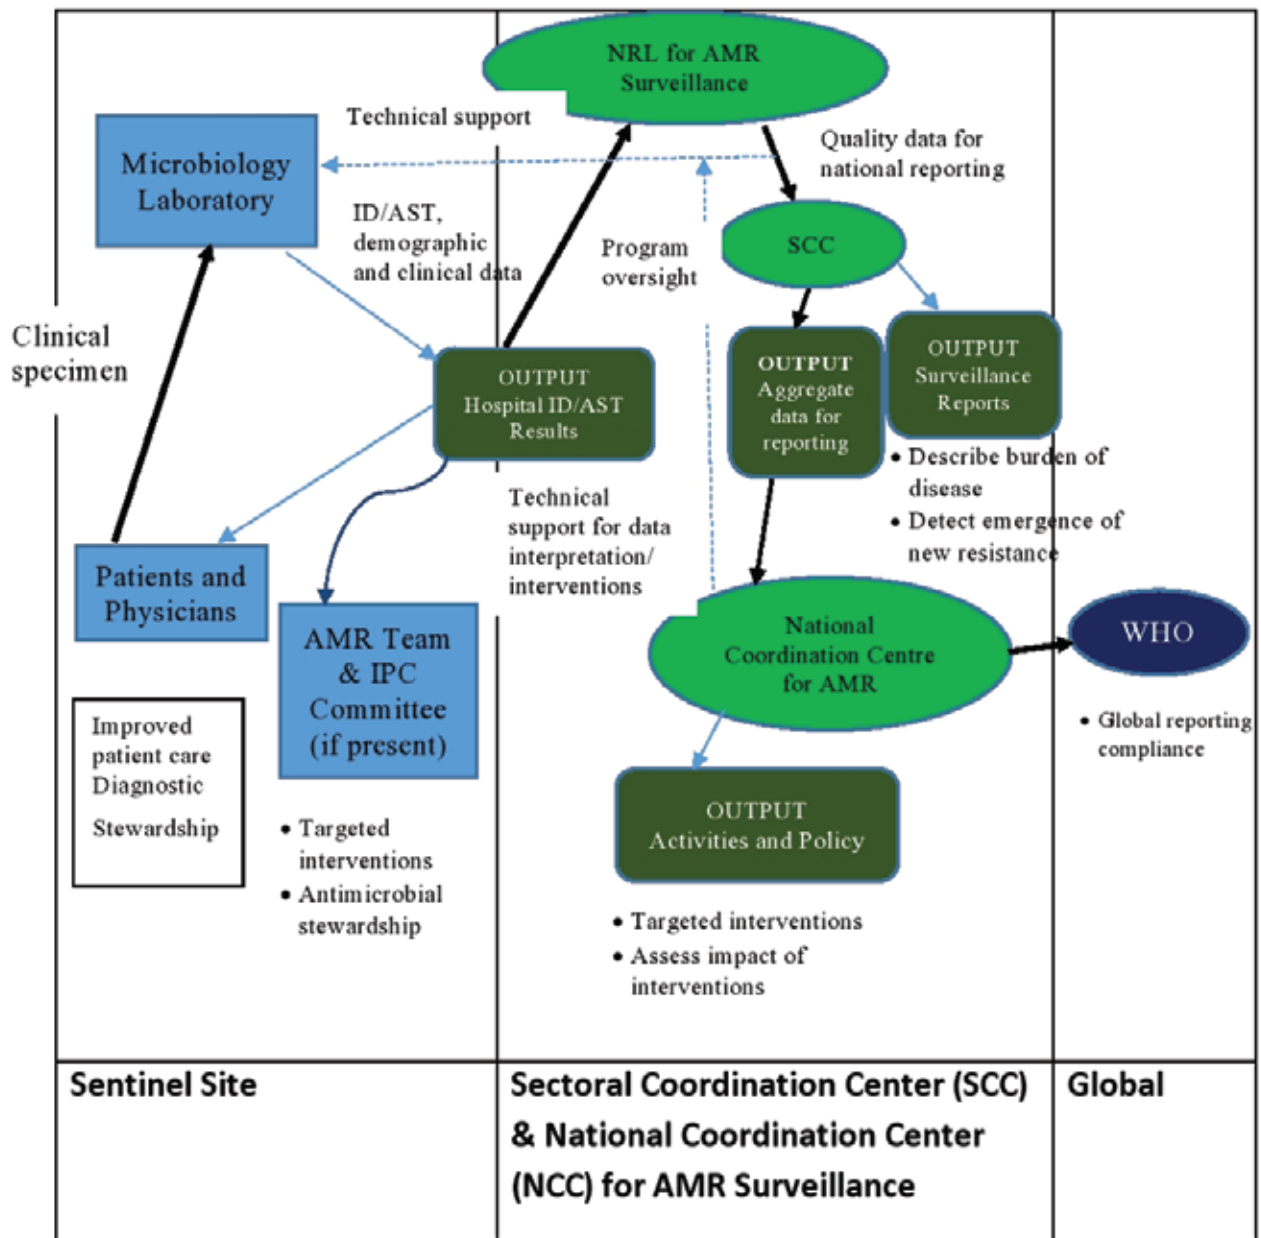 NRL for AMR
Surveillance
Technical support
Quality data for
national reporting
Microbiology
Laboratory
ID/AST,
demographic
and clinical data
Program
oversight
SCC
Clinical
specimen
OUTPUT
Hospital ID/AST
Results
OUTPUT
Aggregate
data for
reporting
OUTPUT
Surveillance
Reports
• Describe burden of
disease
• Detect emergence of
new resistance
Technical
support for data
interpretation/
interventions
Patients and
Physicians
AMR Team
& IPC
Committee
(if present)
National
Coordination Centre
for AMR
WHO
• Global reporting
compliance
Improved
patient care
Diagnostic
Stewardship
• Targeted
interventions
• Antimicrobial
stewardship
OUTPUT
Activities and Policy
• Targeted interventions
• Assess impact of
interventions
Sentinel Site
Sectoral Coordination Center (SCC)
& National Coordination Center
(NCC) for AMR Surveillance
Global